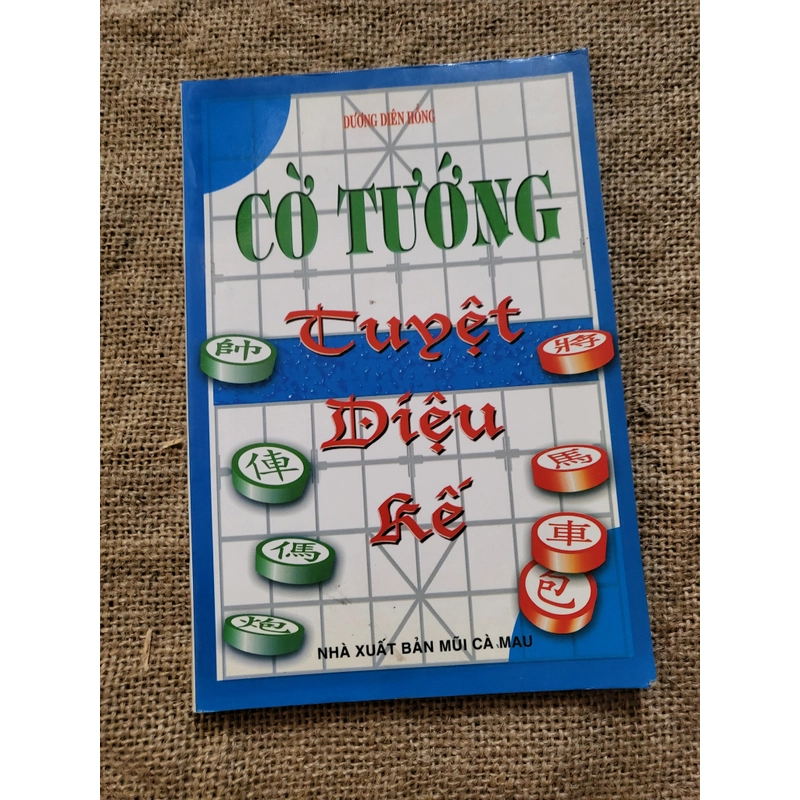 DƯƠNG DIÊN HỒNG
CỜ TƯỚNG
Tuyệt
Diệu
Kế
帥
將
俥
馬
傌
車
炮
包
NHÀ XUẤT BẢN MŨI CÀ MAU